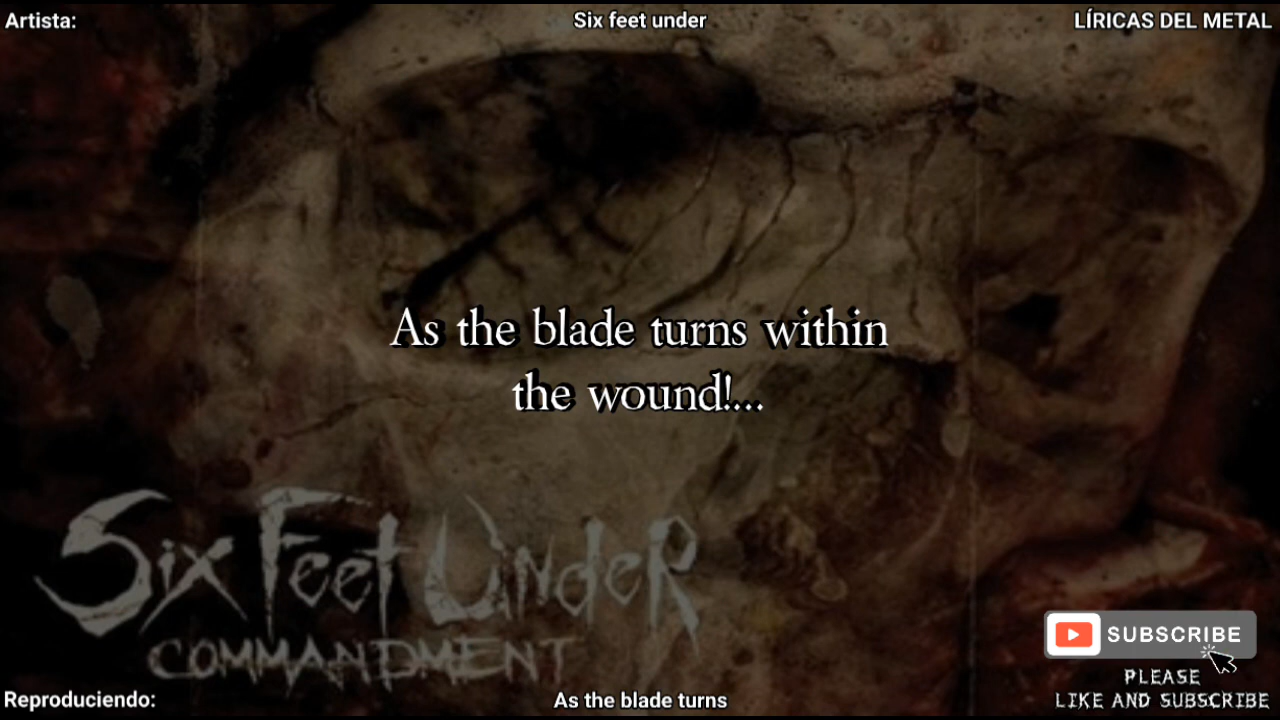 Artista:
Six feet under
LÍRICAS DEL METAL
As the blade turns within
the wound!...
Six Feet Under
COMMANDMENT
SUBSCRIBE
PLEASE
LIKE AND SUBSCRIBE
Reproduciendo:
As the blade turns